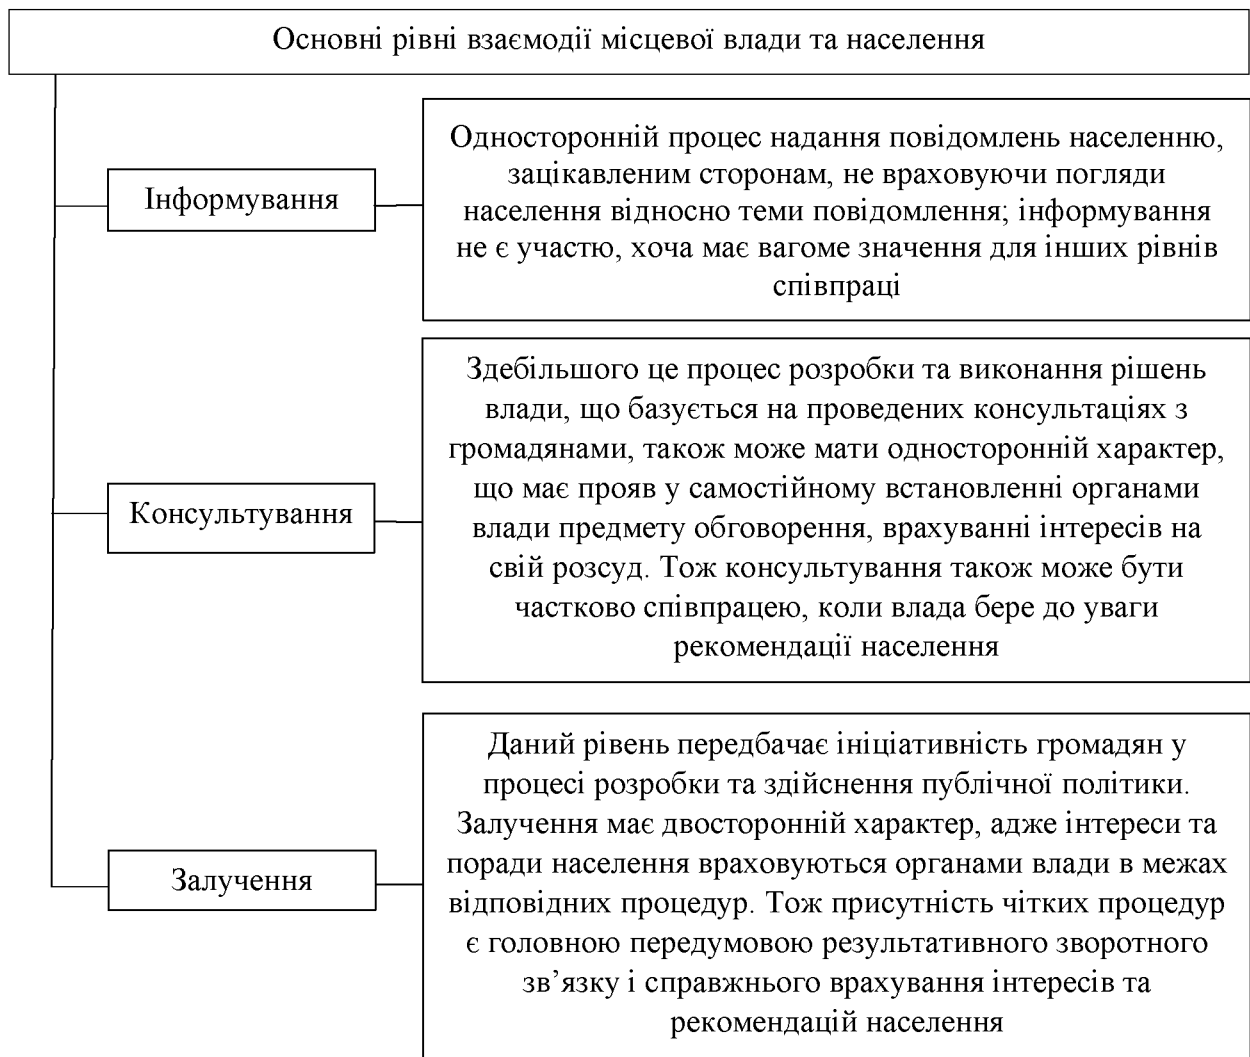 Основні рівні взаємодії місцевої влади та населення
Інформування
Односторонній процес надання повідомлень населенню,
зацікавленим сторонам, не враховуючи погляди
населення відносно теми повідомлення; інформування
не є участю, хоча має вагоме значення для інших рівнів
співпраці
Консультування
Здебільшого це процес розробки та виконання рішень
влади, що базується на проведених консультаціях з
громадянами, також може мати односторонній характер,
що має прояв у самостійному встановленні органами
влади предмету обговорення, врахуванні інтересів на
свій розсуд. Тож консультування також може бути
частково співпрацею, коли влада бере до уваги
рекомендації населення
Залучення
Даний рівень передбачає ініціативність громадян у
процесі розробки та здійснення публічної політики.
Залучення має двосторонній характер, адже інтереси та
поради населення враховуються органами влади в межах
відповідних процедур. Тож присутність чітких процедур
є головною передумовою результативного зворотного
зв’язку і справжнього врахування інтересів та
рекомендацій населення